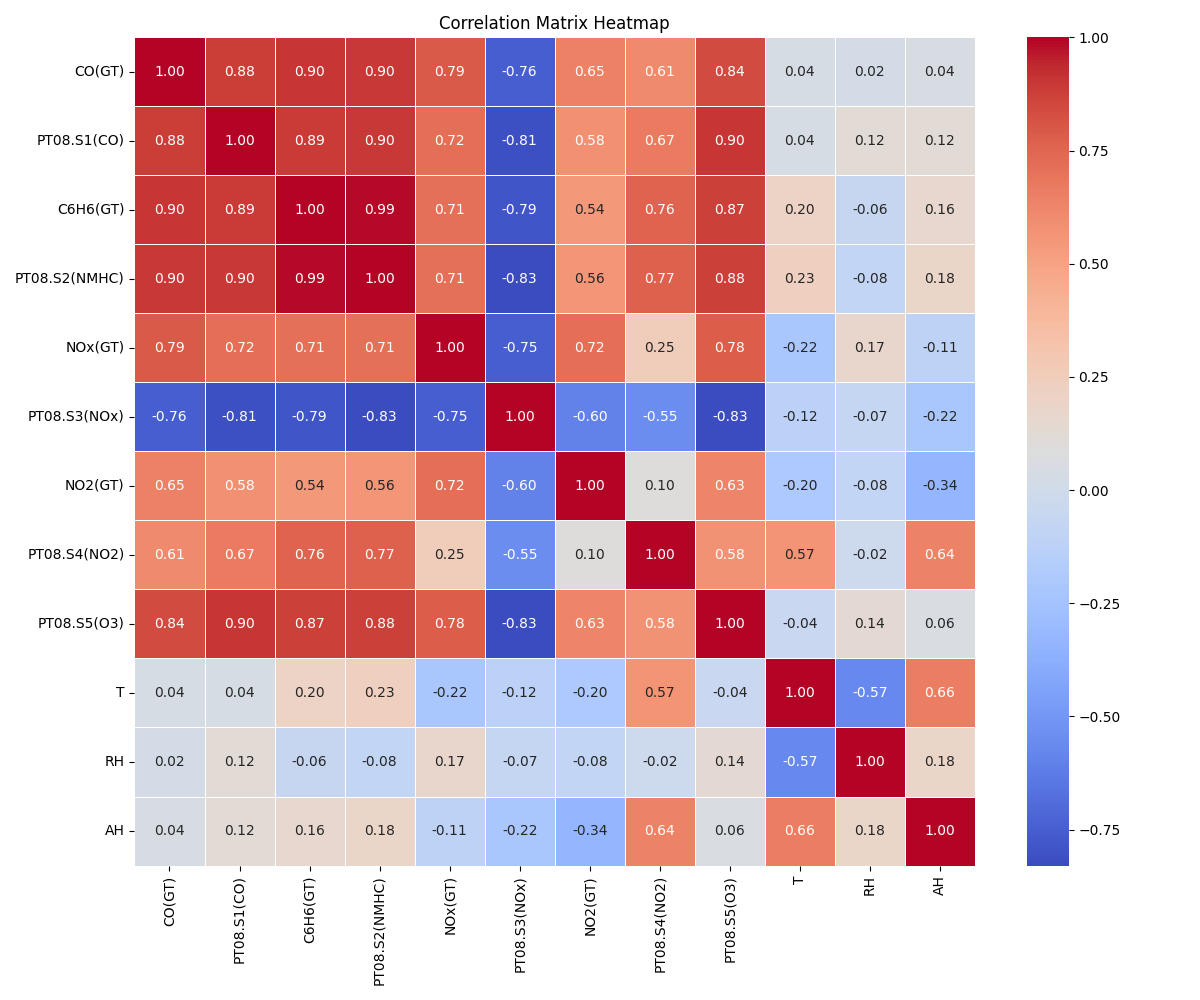 Correlation Matrix Heatmap
CO(GT) 1.00 0.88 0.90 0.90 0.79 -0.76 0.65 0.61 0.84 0.04 0.02 0.04
PT08.S1(CO) 0.88 1.00 0.89 0.90 0.72 -0.81 0.58 0.67 0.90 0.04 0.12 0.12
C6H6(GT) 0.90 0.89 1.00 0.99 0.71 -0.79 0.54 0.76 0.87 0.20 -0.06 0.16
PT08.S2(NMHC) 0.90 0.90 0.99 1.00 0.71 -0.83 0.56 0.77 0.88 0.23 -0.08 0.18
NOx(GT) 0.79 0.72 0.71 0.71 1.00 -0.75 0.72 0.25 0.78 -0.22 0.17 -0.11
PT08.S3(NOx) -0.76 -0.81 -0.79 -0.83 -0.75 1.00 -0.60 -0.55 -0.83 -0.12 -0.07 -0.22
NO2(GT) 0.65 0.58 0.54 0.56 0.72 -0.60 1.00 0.10 0.63 -0.20 -0.08 -0.34
PT08.S4(NO2) 0.61 0.67 0.76 0.77 0.25 -0.55 0.10 1.00 0.58 0.57 -0.02 0.64
PT08.S5(O3) 0.84 0.90 0.87 0.88 0.78 -0.83 0.63 0.58 1.00 -0.04 0.14 0.06
T 0.04 0.04 0.20 0.23 -0.22 -0.12 -0.20 0.57 -0.04 1.00 -0.57 0.66
RH 0.02 0.12 -0.06 -0.08 0.17 -0.07 -0.08 -0.02 0.14 -0.57 1.00 0.18
AH 0.04 0.12 0.16 0.18 -0.11 -0.22 -0.34 0.64 0.06 0.66 0.18 1.00
CO(GT) PT08.S1(CO) C6H6(GT) PT08.S2(NMHC) NOx(GT) PT08.S3(NOx) NO2(GT) PT08.S4(NO2) PT08.S5(O3) T RH AH
1.00
0.75
0.50
0.25
0.00
−0.25
−0.50
−0.75